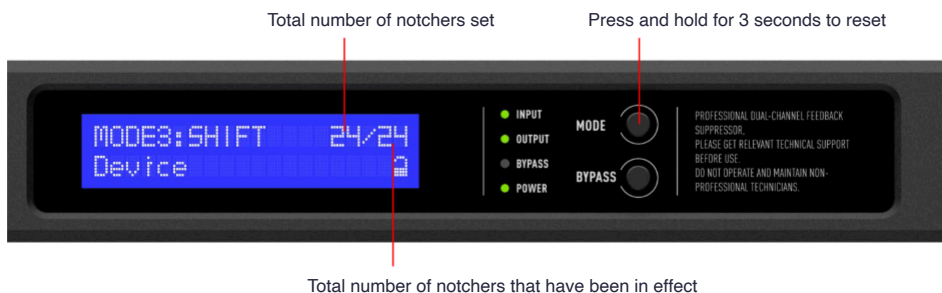 Total number of notchers set
Press and hold for 3 seconds to reset
MODE3:SHIFT 24/24
Device
INPUT
OUTPUT
BYPASS
POWER
MODE
BYPASS
PROFESSIONAL DUAL-CHANNEL FEEDBACK
SUPPRESSOR,
PLEASE GET RELEVANT TECHNICAL SUPPORT
BEFORE USE.
DO NOT OPERATE AND MAINTAIN NON-
PROFESSIONAL TECHNICIANS.
Total number of notchers that have been in effect